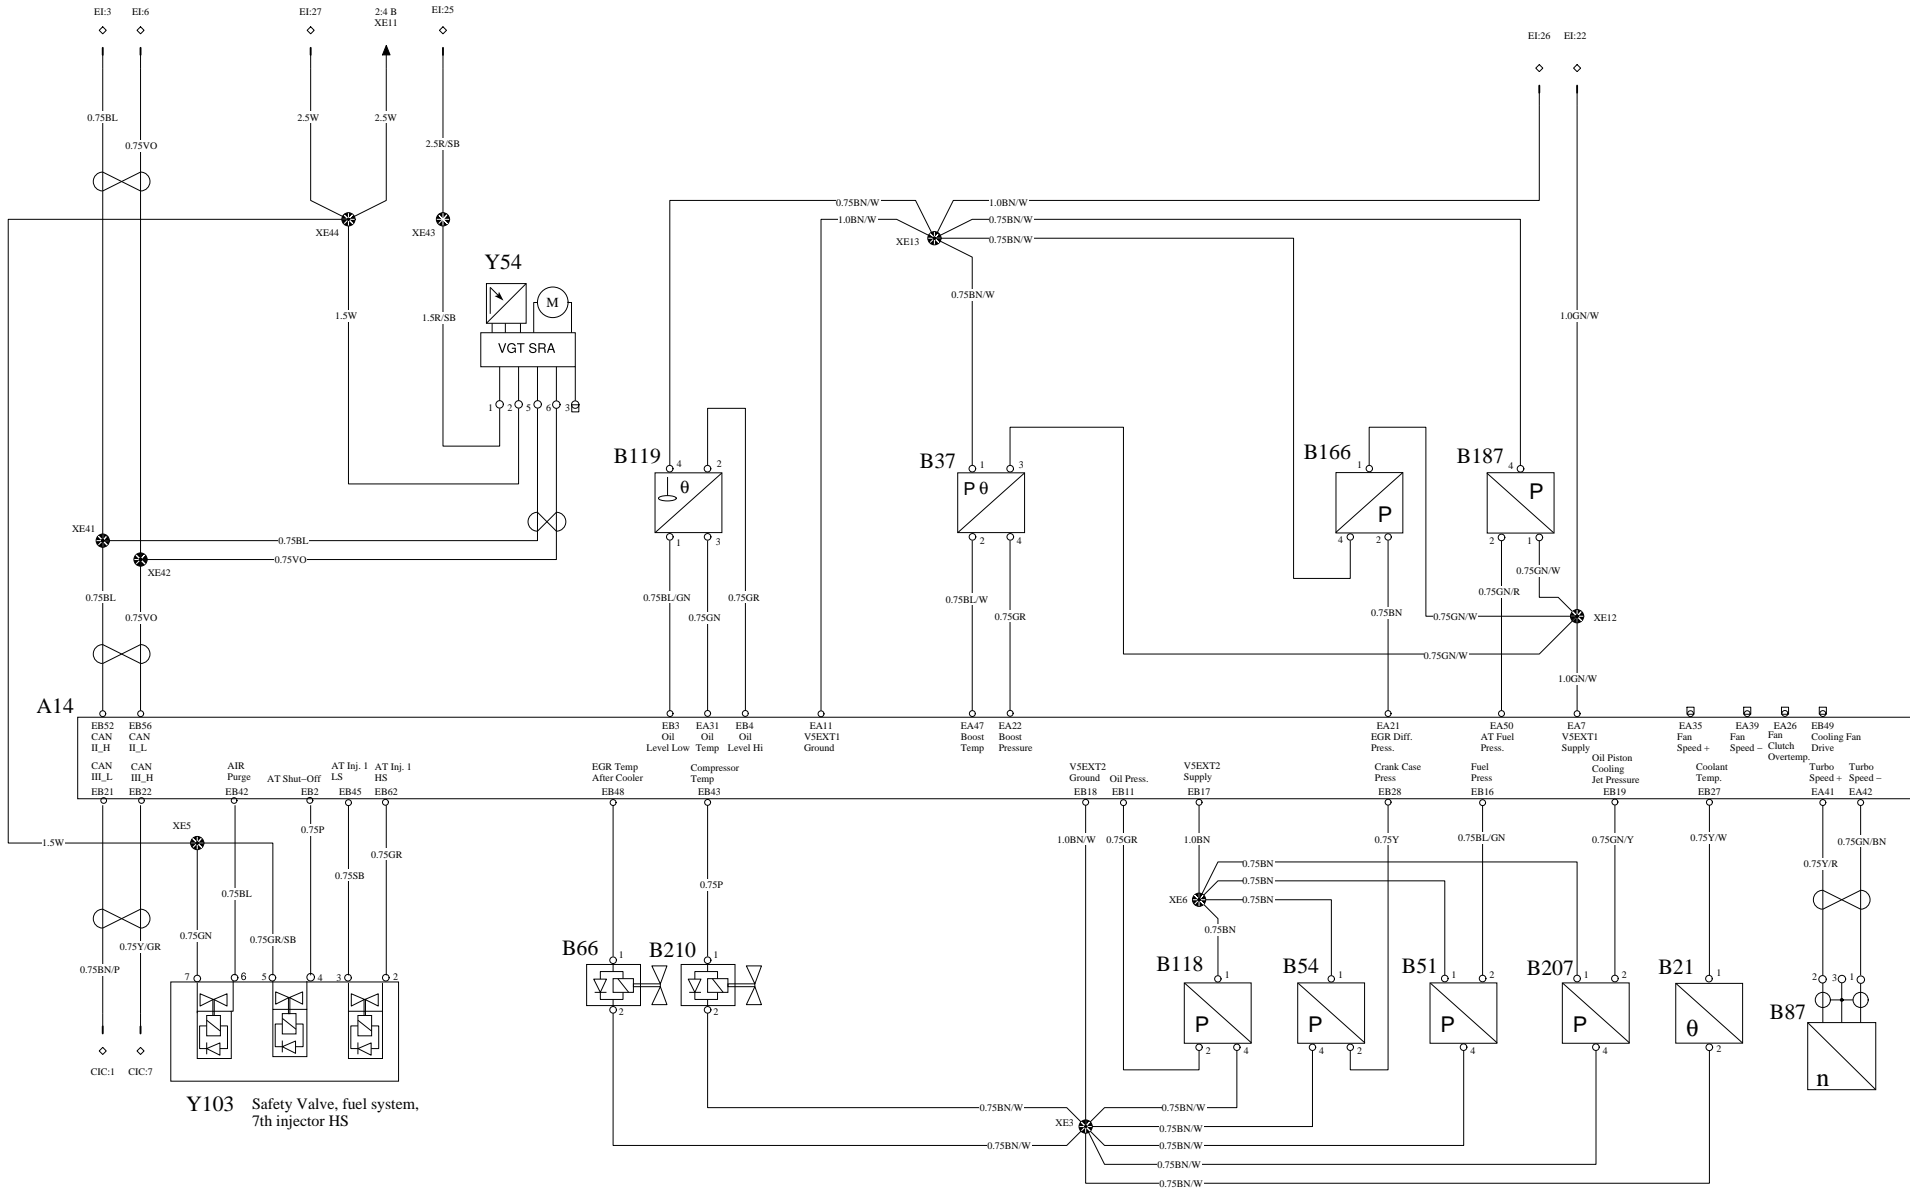 EI:3
EI:6
EI:27
2:4 B
XE11
EI:25
EI:26
EI:22
0.75BL
0.75VO
2.5W
2.5W
2.5R/SB
XE44
XE43
0.75BN/W
1.0BN/W
1.0BN/W
0.75BN/W
0.75BN/W
XE13
Y54
M
VGT SRA
1.5W
1.5R/SB
0.75BN/W
1.0GN/W
1
2
5
6
3
B119
4
2
θ
1
3
B37
1
3
P θ
2
4
B166
1
P
4
2
B187
4
P
2
1
XE41
0.75BL
0.75VO
XE42
0.75BL
0.75VO
0.75BL/GN
0.75GN
0.75GR
0.75BL/W
0.75GR
0.75BN
0.75GN/W
0.75GN/R
0.75GN/W
XE12
0.75GN/W
1.0GN/W
A14
EB52
CAN
II_H
EB56
CAN
II_L
EB3
Oil
Level Low
EA31
Oil
Temp
EB4
Oil
Level Hi
EA11
V5EXT1
Ground
EA47
Boost
Temp
EA22
Boost
Pressure
EA21
EGR Diff.
Press.
EA50
AT Fuel
Press.
EA7
V5EXT1
Supply
EA35
Fan
Speed +
EA39
Fan
Speed –
EA26
Fan
Clutch
Overtemp.
EB49
Cooling Fan
Drive
CAN
III_L
EB21
CAN
III_H
EB22
AIR
Purge
EB42
AT Shut–Off
EB2
AT Inj. 1
LS
EB45
AT Inj. 1
HS
EB62
EGR Temp
After Cooler
EB48
Compressor
Temp
EB43
V5EXT2
Ground
EB18
Oil Press.
EB11
V5EXT2
Supply
EB17
Crank Case
Press
EB28
Fuel
Press
EB16
Oil Piston
Cooling
Jet Pressure
EB19
Coolant
Temp.
EB27
Turbo
Speed +
EA41
Turbo
Speed –
EA42
1.5W
XE5
0.75P
0.75SB
0.75GR
0.75BL
0.75GN
0.75GR/SB
0.75Y/GR
0.75BN/P
0.75P
1.0BN/W
0.75GR
1.0BN
0.75Y
0.75BL/GN
0.75GN/Y
0.75Y/W
0.75Y/R
0.75GN/BN
0.75BN
0.75BN
0.75BN
XE6
0.75BN
7
6
5
4
3
2
Y103
Safety Valve, fuel system,
7th injector HS
CIC:1
CIC:7
B66
1
2
B210
1
2
B118
1
P
2
4
B54
1
P
4
2
B51
1
2
P
4
B207
1
2
P
4
B21
1
θ
2
B87
2
3
1
n
0.75BN/W
0.75BN/W
XE3
0.75BN/W
0.75BN/W
0.75BN/W
0.75BN/W
0.75BN/W